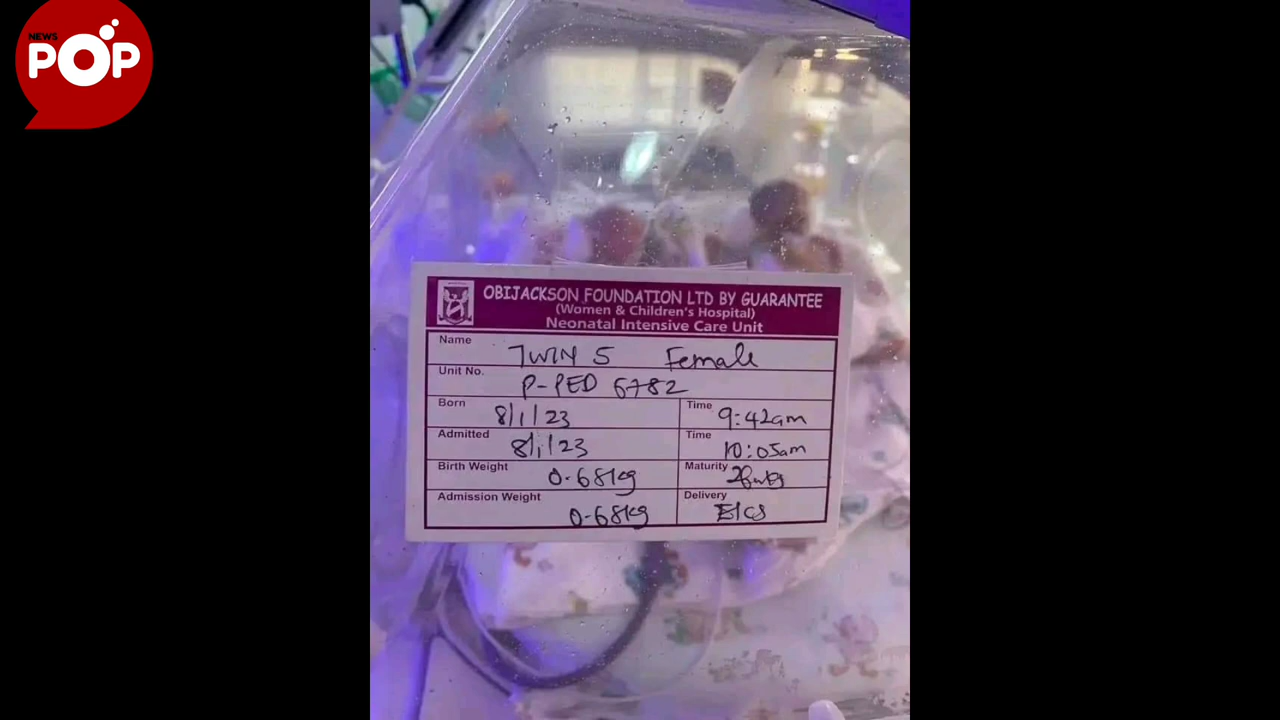 NEWS
POP
OBIJACKSON FOUNDATION LTD BY GUARANTEE
(Women & Children's Hospital)
Neonatal Intensive Care Unit
Name TWIN 5 Female
Unit No. P-PED 6782
Born 8/1/23 Time 9:42am
Admitted 8/1/23 Time 10:05am
Birth Weight 0.68kg Maturity
Admission Weight 0.68kg Delivery